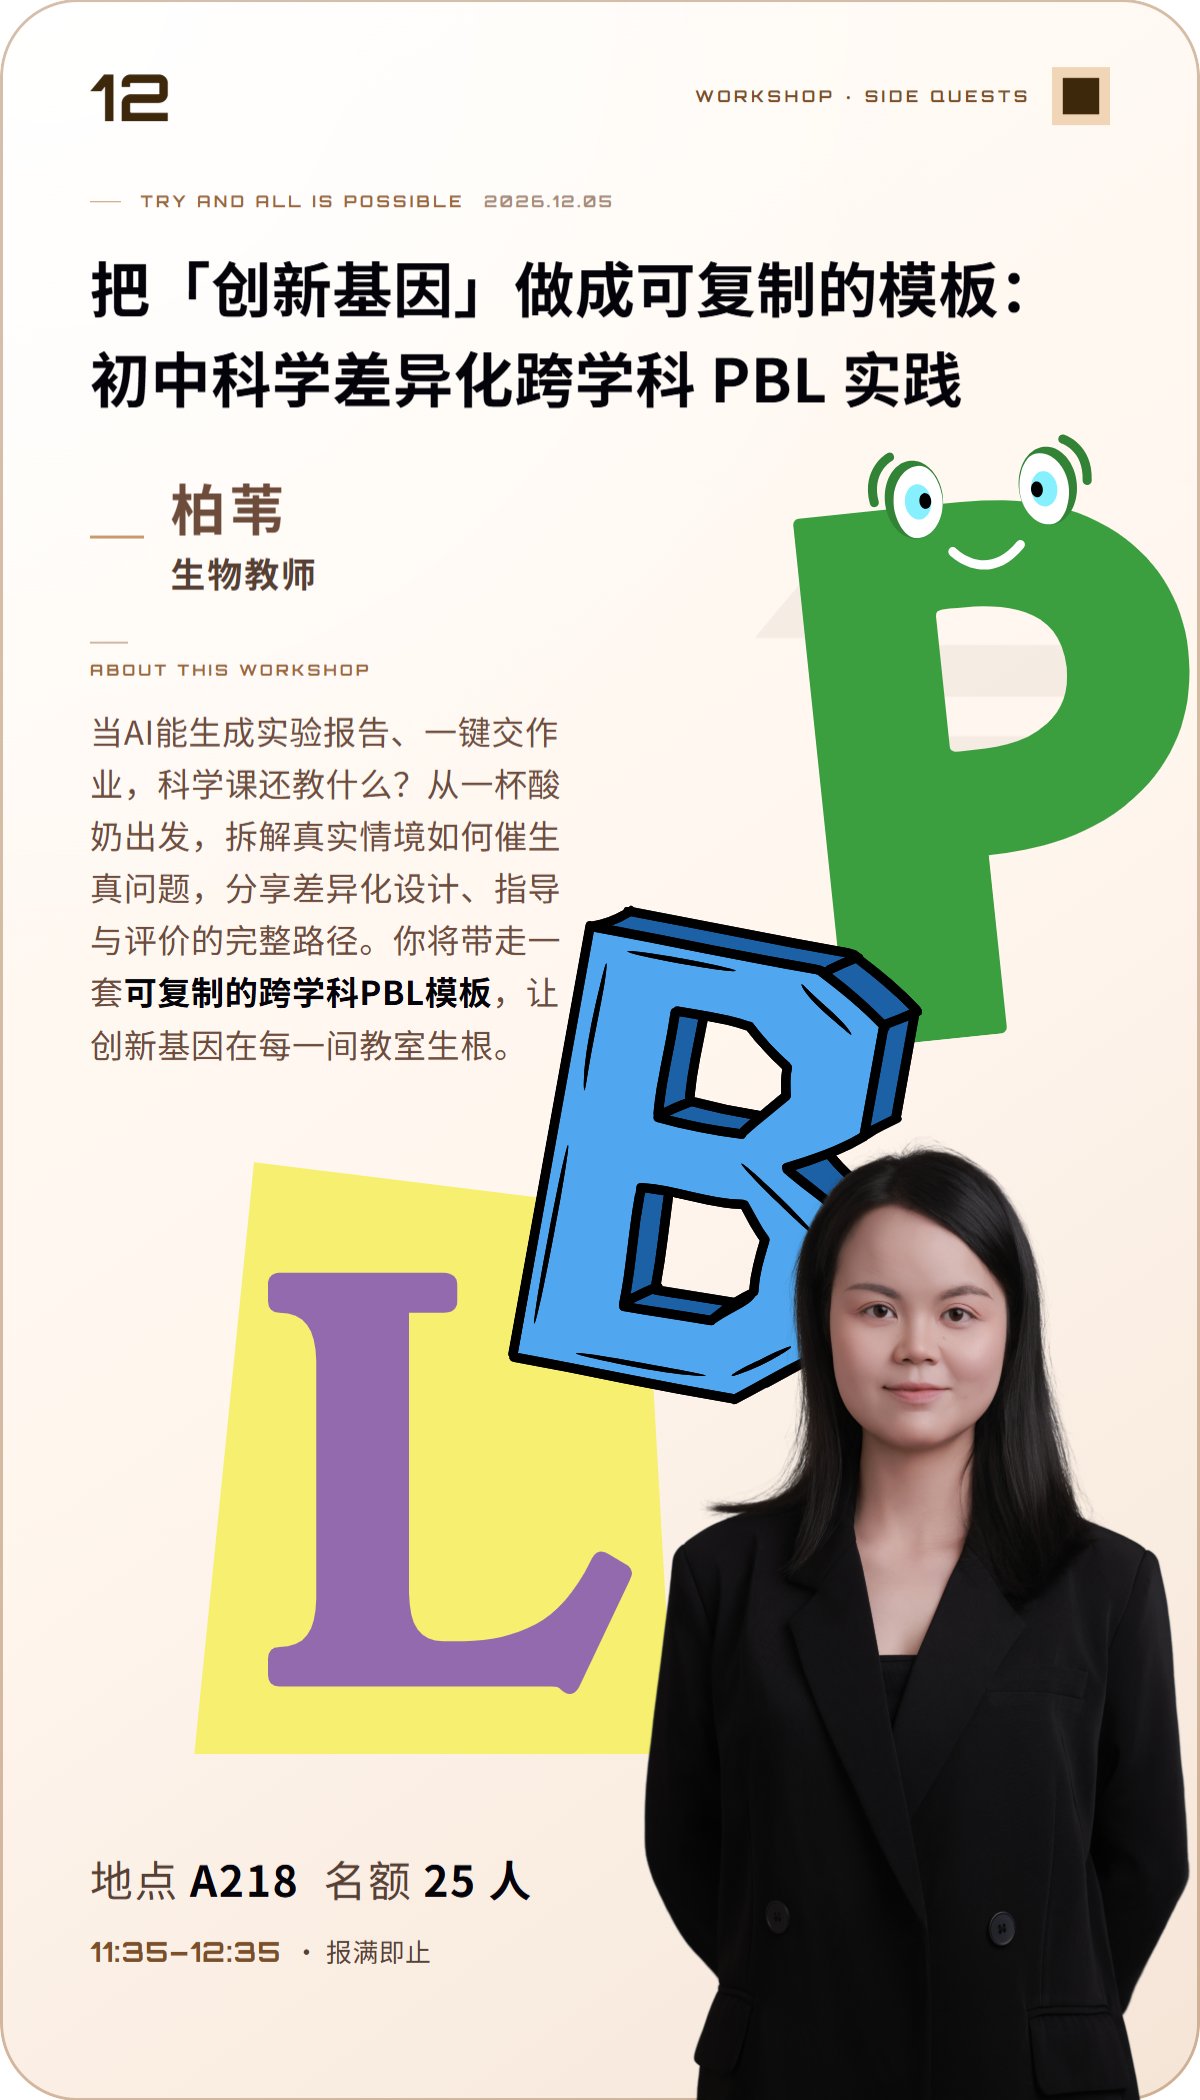 12
WORKSHOP · SIDE QUESTS
TRY AND ALL IS POSSIBLE 2026.12.05
把「创新基因」做成可复制的模板：
初中科学差异化跨学科 PBL 实践
柏苇
生物教师
ABOUT THIS WORKSHOP
当AI能生成实验报告、一键交作
业，科学课还教什么？从一杯酸
奶出发，拆解真实情境如何催生
真问题，分享差异化设计、指导
与评价的完整路径。你将带走一
套可复制的跨学科PBL模板，让
创新基因在每一间教室生根。
P
B
L
地点 A218 名额 25 人
11:35–12:35 · 报满即止